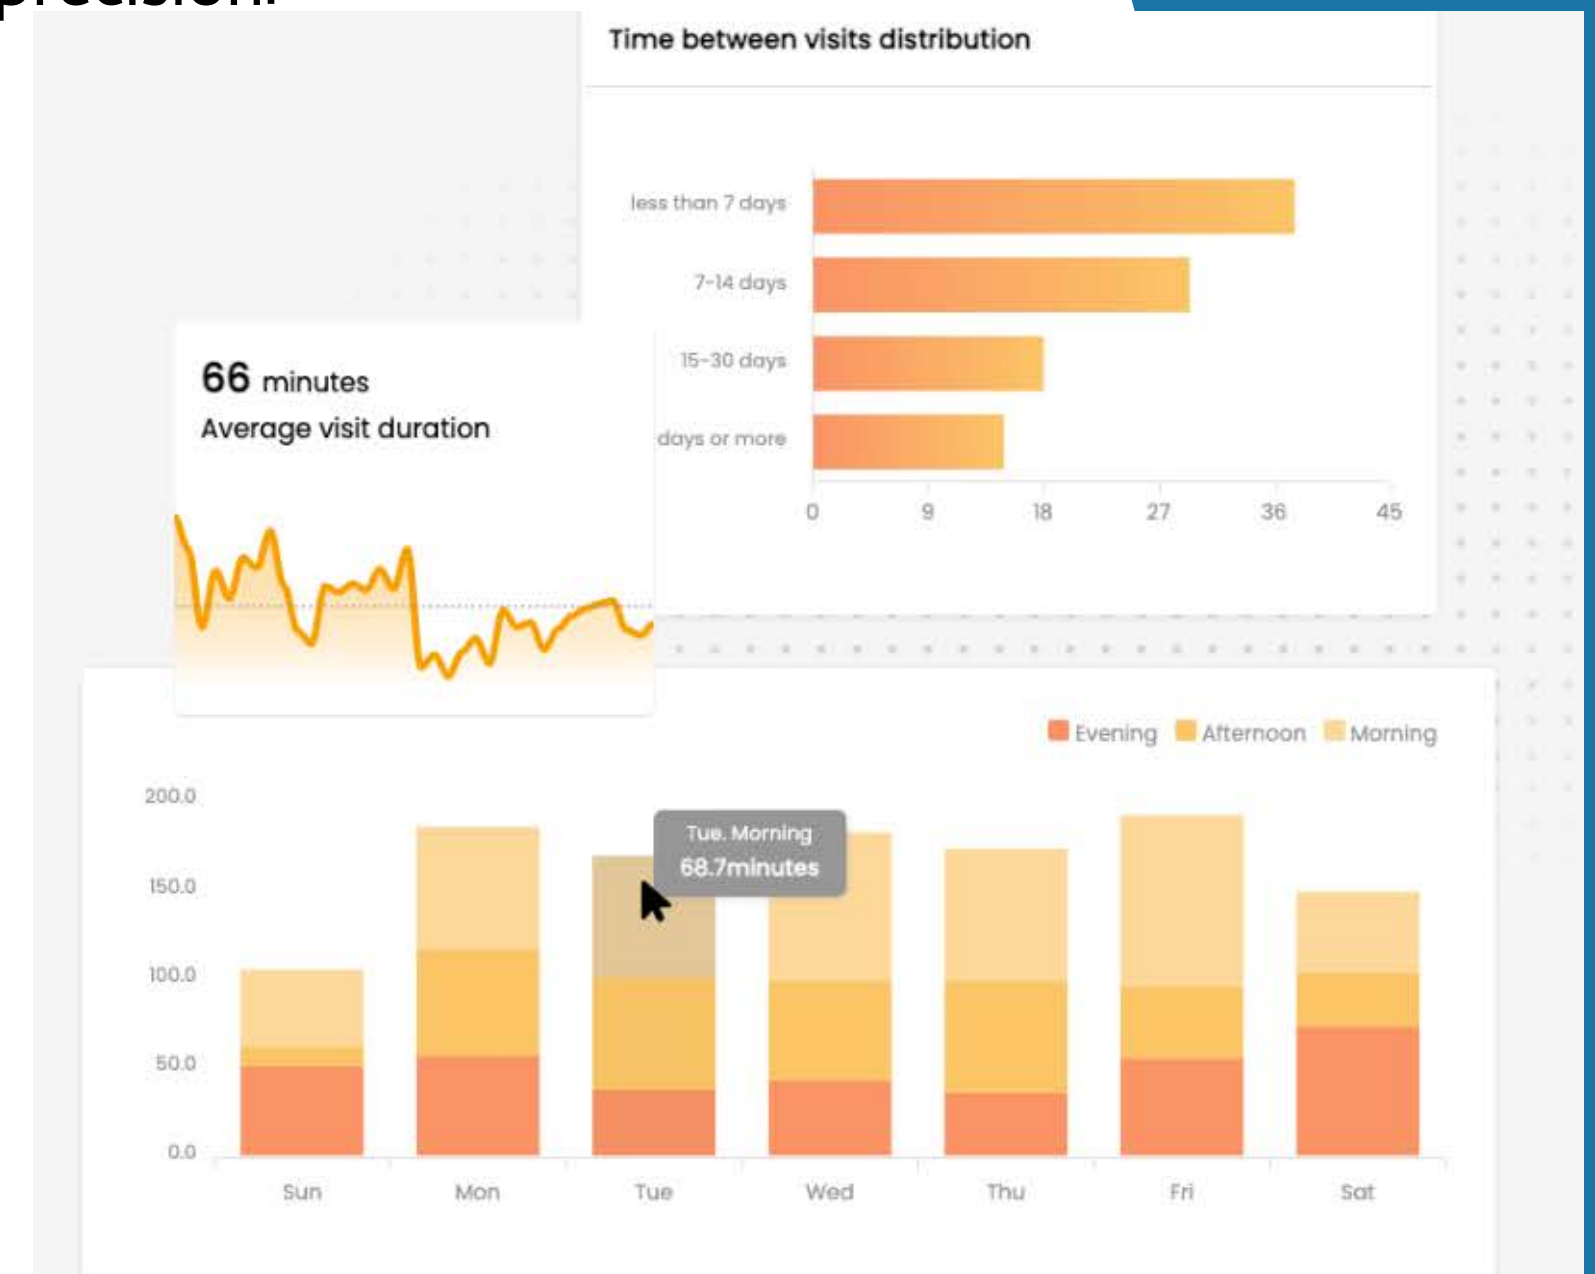 precision.
Time between visits distribution
less than 7 days
7-14 days
15-30 days
days or more
0 9 18 27 36 45
66 minutes
Average visit duration
Evening Afternoon Morning
200.0
150.0
100.0
50.0
0.0
Tue. Morning
68.7minutes
Sun Mon Tue Wed Thu Fri Sat